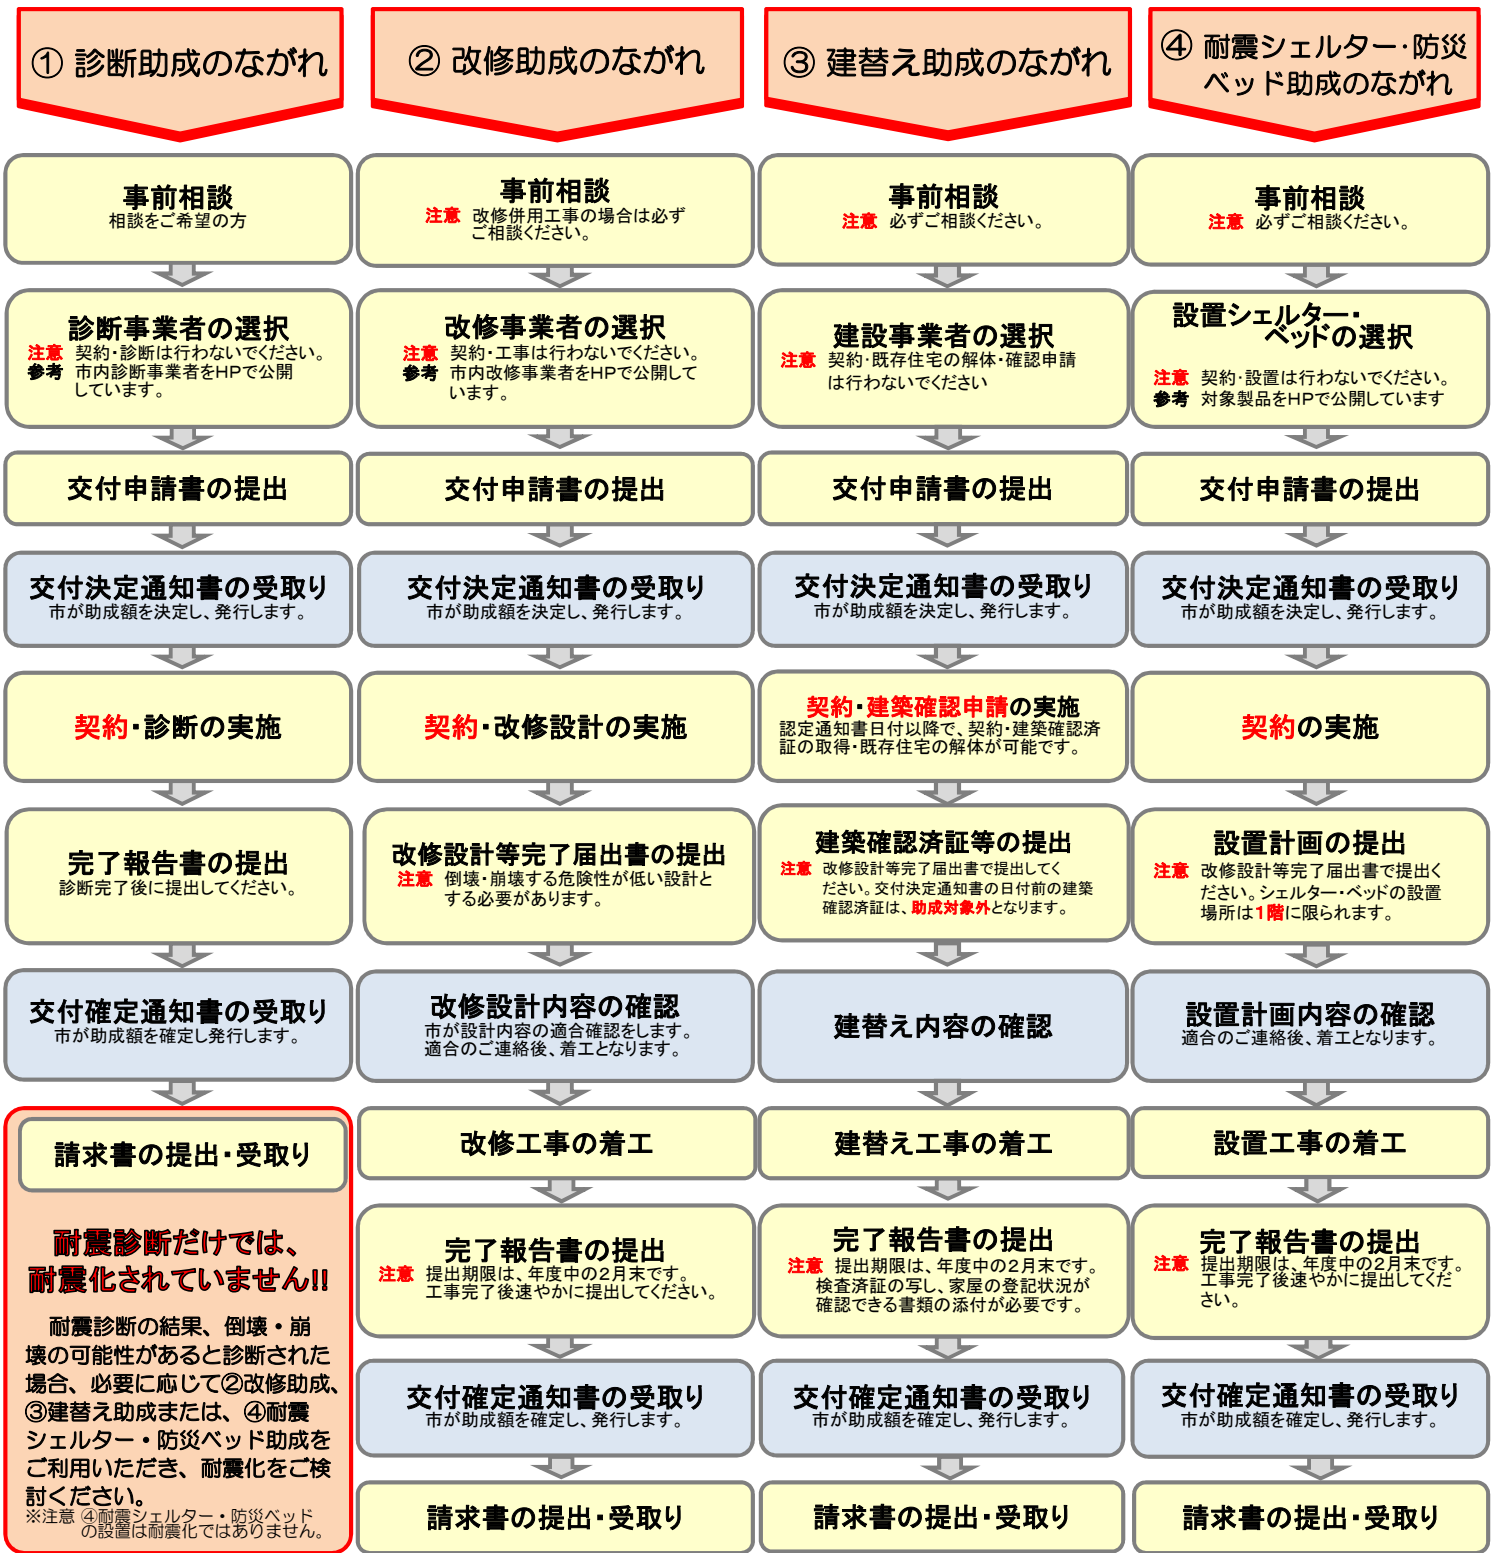 ① 診断助成のながれ
事前相談
相談をご希望の方
診断事業者の選択
注意 契約・診断は行わないでください。
参考 市内診断事業者をHPで公開
しています。
交付申請書の提出
交付決定通知書の受取り
市が助成額を決定し、発行します。
契約・診断の実施
完了報告書の提出
診断完了後に提出してください。
交付確定通知書の受取り
市が助成額を確定し発行します。
請求書の提出・受取り
耐震診断だけでは、
耐震化されていません!!
耐震診断の結果、倒壊・崩
壊の可能性があると診断された
場合、必要に応じて②改修助成、
③建替え助成または、④耐震
シェルター・防災ベッド助成を
ご利用いただき、耐震化をご検
討ください。
※注意 ④耐震シェルター・防災ベッド
の設置は耐震化ではありません。
② 改修助成のながれ
事前相談
注意 改修併用工事の場合は必ず
ご相談ください。
改修事業者の選択
注意 契約・工事は行わないでください。
参考 市内改修事業者をHPで公開して
います。
交付申請書の提出
交付決定通知書の受取り
市が助成額を決定し、発行します。
契約・改修設計の実施
改修設計等完了届出書の提出
注意 倒壊・崩壊する危険性が低い設計と
する必要があります。
改修設計内容の確認
市が設計内容の適合確認をします。
適合のご連絡後、着工となります。
改修工事の着工
完了報告書の提出
注意 提出期限は、年度中の2月末です。
工事完了後速やかに提出してください。
交付確定通知書の受取り
市が助成額を確定し、発行します。
請求書の提出・受取り
③ 建替え助成のながれ
事前相談
注意 必ずご相談ください。
建設事業者の選択
注意 契約・既存住宅の解体・確認申請
は行わないでください
交付申請書の提出
交付決定通知書の受取り
市が助成額を決定し、発行します。
契約・建築確認申請の実施
認定通知書日付以降で、契約・建築確認済
証の取得・既存住宅の解体が可能です。
建築確認済証等の提出
注意 改修設計等完了届出書で提出してく
ださい。交付決定通知書の日付前の建築
確認済証は、助成対象外となります。
建替え内容の確認
建替え工事の着工
完了報告書の提出
注意 提出期限は、年度中の2月末です。
検査済証の写し、家屋の登記状況が
確認できる書類の添付が必要です。
交付確定通知書の受取り
市が助成額を確定し、発行します。
請求書の提出・受取り
④ 耐震シェルター・防災
ベッド助成のながれ
事前相談
注意 必ずご相談ください。
設置シェルター・
ベッドの選択
注意 契約・設置は行わないでください。
参考 対象製品をHPで公開しています
交付申請書の提出
交付決定通知書の受取り
市が助成額を決定し、発行します。
契約の実施
設置計画の提出
注意 改修設計等完了届出書で提出く
ださい。シェルター・ベッドの設置
場所は1階に限られます。
設置計画内容の確認
適合のご連絡後、着工となります。
設置工事の着工
完了報告書の提出
注意 提出期限は、年度中の2月末です。
工事完了後速やかに提出してくだ
さい。
交付確定通知書の受取り
市が助成額を確定し、発行します。
請求書の提出・受取り